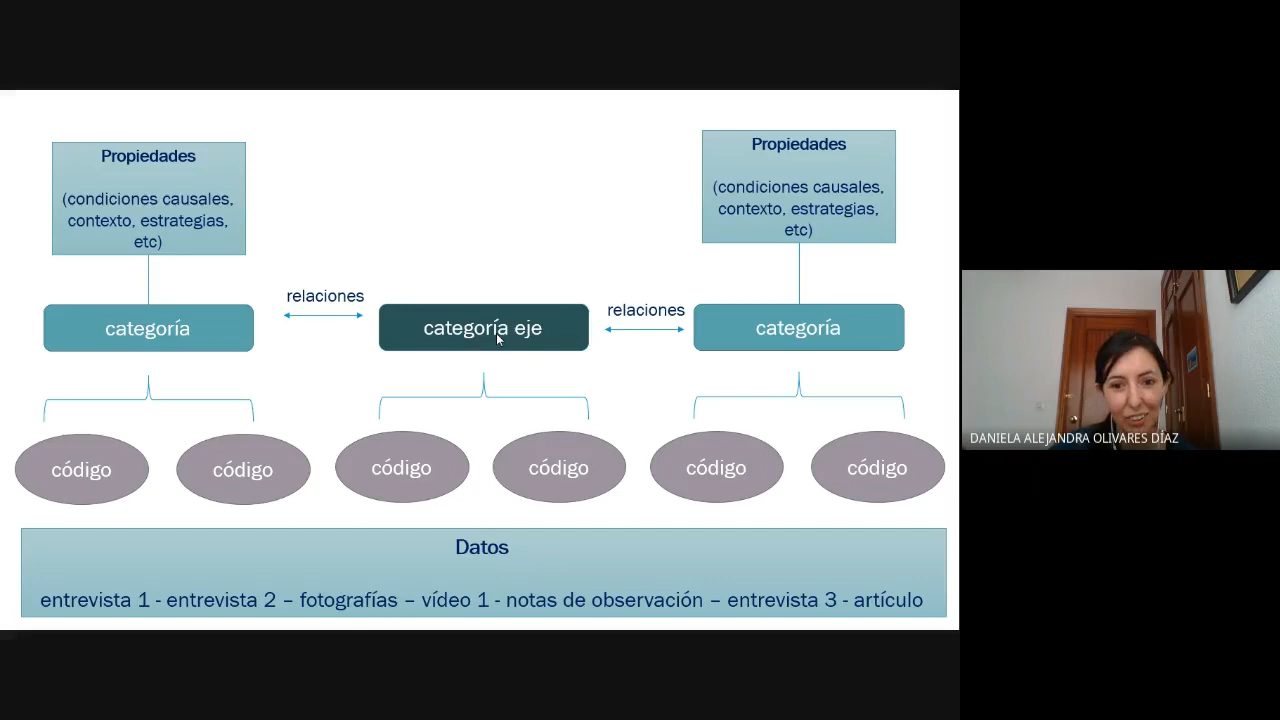 Propiedades
(condiciones causales,
contexto, estrategias,
etc)
Propiedades
(condiciones causales,
contexto, estrategias,
etc)
categoría
relaciones
categoría eje
relaciones
categoría
código
código
código
código
código
código
Datos
entrevista 1 - entrevista 2 – fotografías – vídeo 1 - notas de observación – entrevista 3 - artículo
DANIELA ALEJANDRA OLIVARES DÍAZ